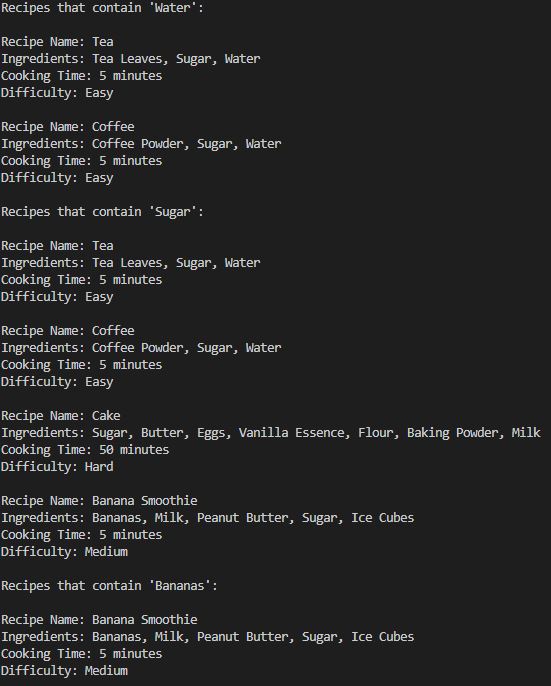 Recipes that contain 'Water':
Recipe Name: Tea
Ingredients: Tea Leaves, Sugar, Water
Cooking Time: 5 minutes
Difficulty: Easy
Recipe Name: Coffee
Ingredients: Coffee Powder, Sugar, Water
Cooking Time: 5 minutes
Difficulty: Easy
Recipes that contain 'Sugar':
Recipe Name: Tea
Ingredients: Tea Leaves, Sugar, Water
Cooking Time: 5 minutes
Difficulty: Easy
Recipe Name: Coffee
Ingredients: Coffee Powder, Sugar, Water
Cooking Time: 5 minutes
Difficulty: Easy
Recipe Name: Cake
Ingredients: Sugar, Butter, Eggs, Vanilla Essence, Flour, Baking Powder, Milk
Cooking Time: 50 minutes
Difficulty: Hard
Recipe Name: Banana Smoothie
Ingredients: Bananas, Milk, Peanut Butter, Sugar, Ice Cubes
Cooking Time: 5 minutes
Difficulty: Medium
Recipes that contain 'Bananas':
Recipe Name: Banana Smoothie
Ingredients: Bananas, Milk, Peanut Butter, Sugar, Ice Cubes
Cooking Time: 5 minutes
Difficulty: Medium